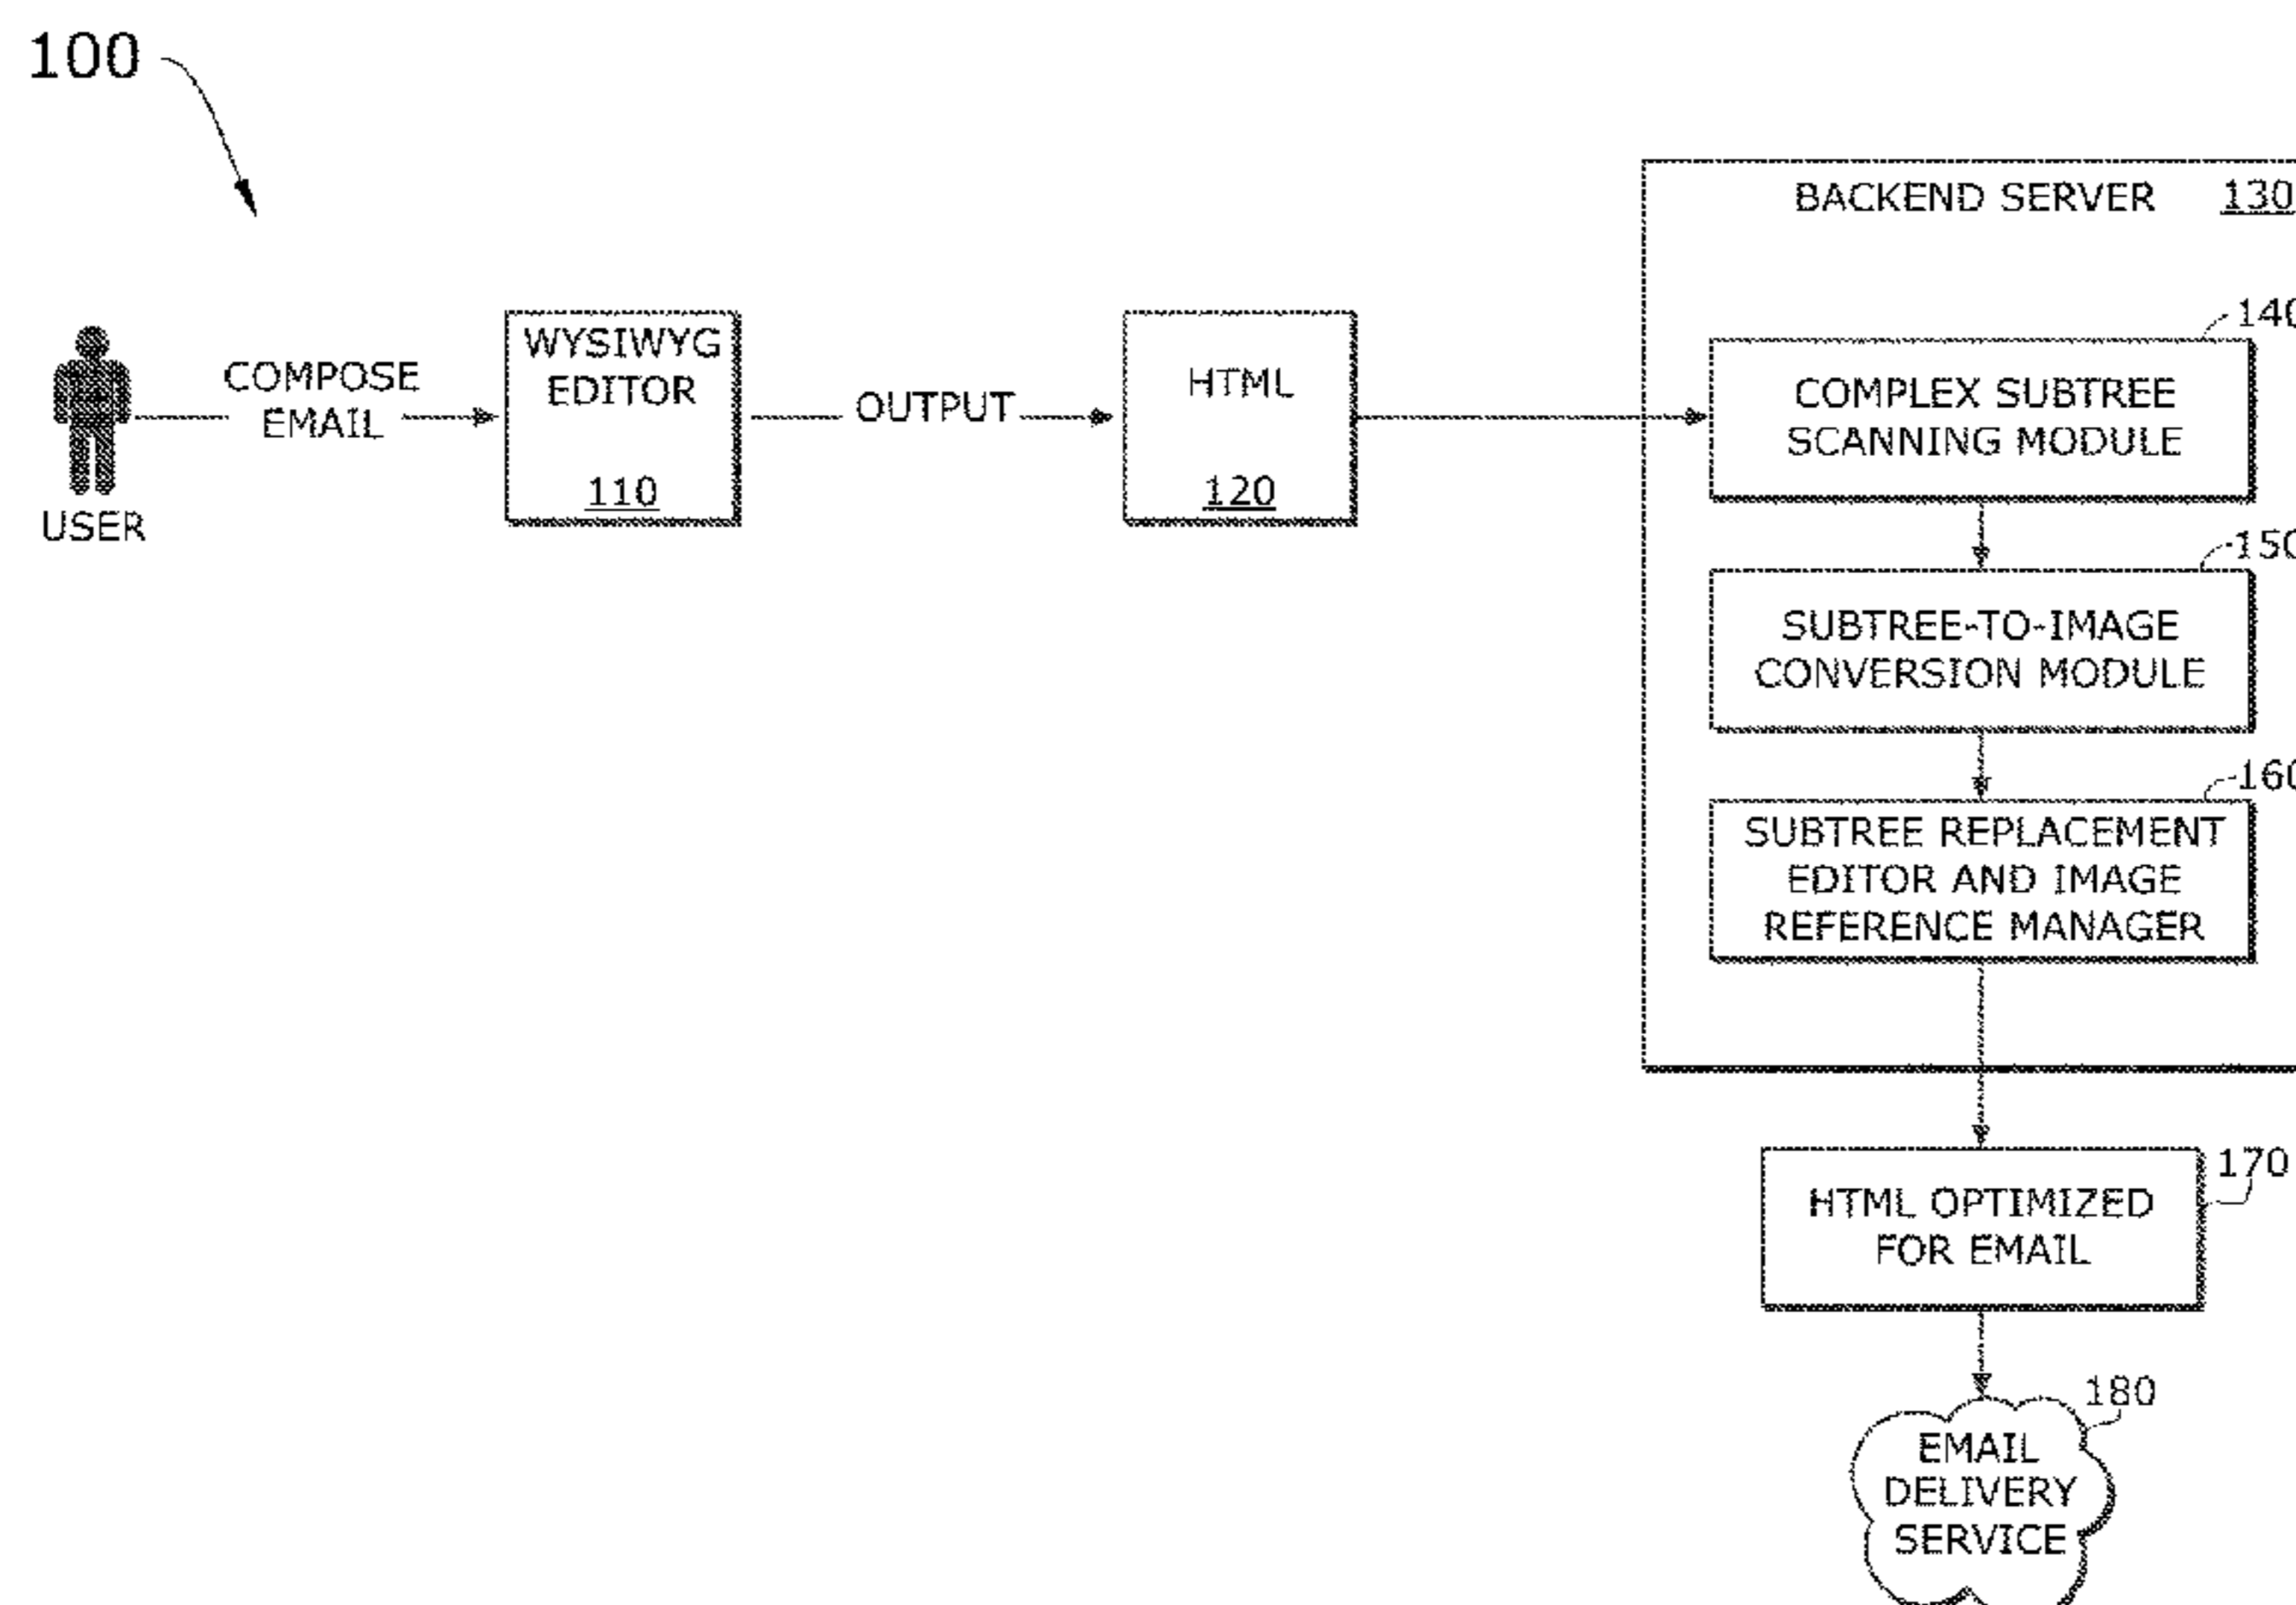 100
BACKEND SERVER 130
140
COMPLEX SUBTREE
SCANNING MODULE
WYSIWYG
EDITOR
110
COMPOSE
EMAIL
OUTPUT
HTML
120
USER
150
SUBTREE-TO-IMAGE
CONVERSION MODULE
160
SUBTREE REPLACEMENT
EDITOR AND IMAGE
REFERENCE MANAGER
170
HTML OPTIMIZED
FOR EMAIL
180
EMAIL
DELIVERY
SERVICE